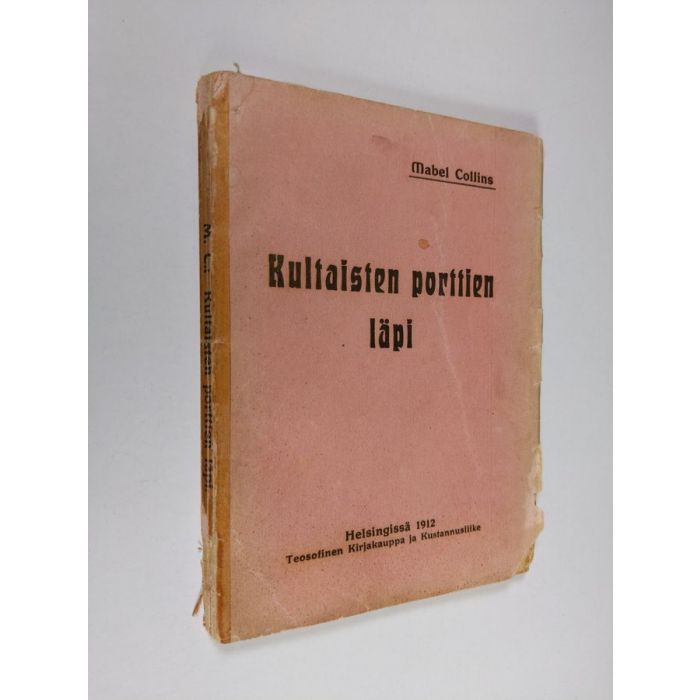 Mabel Collins
Kultaisten porttien
läpi
Helsingissä 1912
Teosofinen Kirjakauppa ja Kustannusliike
M. C.: Kultaisten porttien läpi